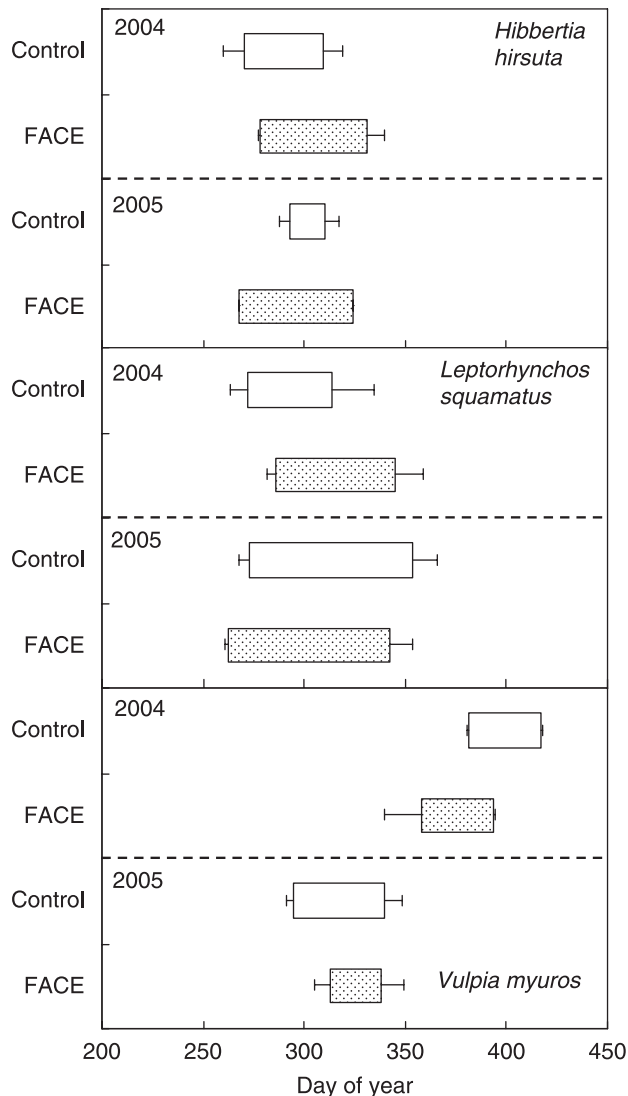 2004
Hibbertia
hirsuta
Control
FACE
2005
Control
FACE
2004
Leptorhynchos
squamatus
Control
FACE
2005
Control
FACE
2004
Control
FACE
2005
Control
FACE
Vulpia myuros
200 250 300 350 400 450
Day of year